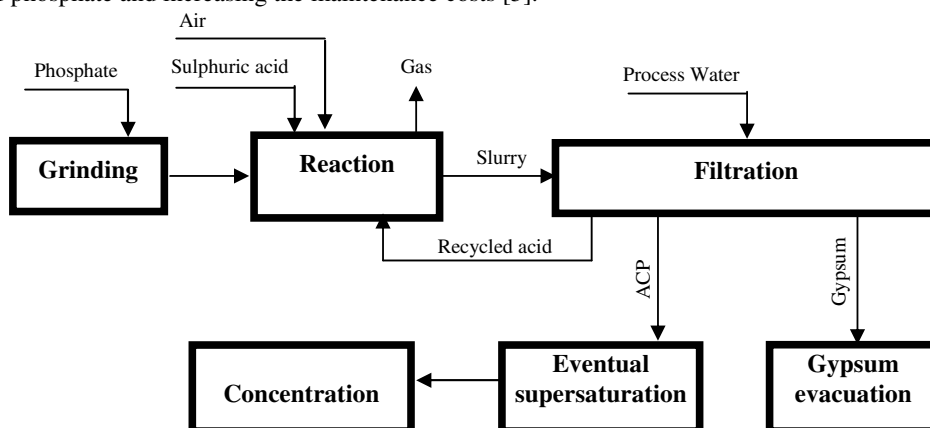 phosphate and increasing the maintenance costs [5].
Air
Sulphuric acid
Gas
Phosphate
Process Water
Grinding
Reaction
Slurry
Filtration
Recycled acid
ACP
Gypsum
Eventual
supersaturation
Gypsum
evacuation
Concentration